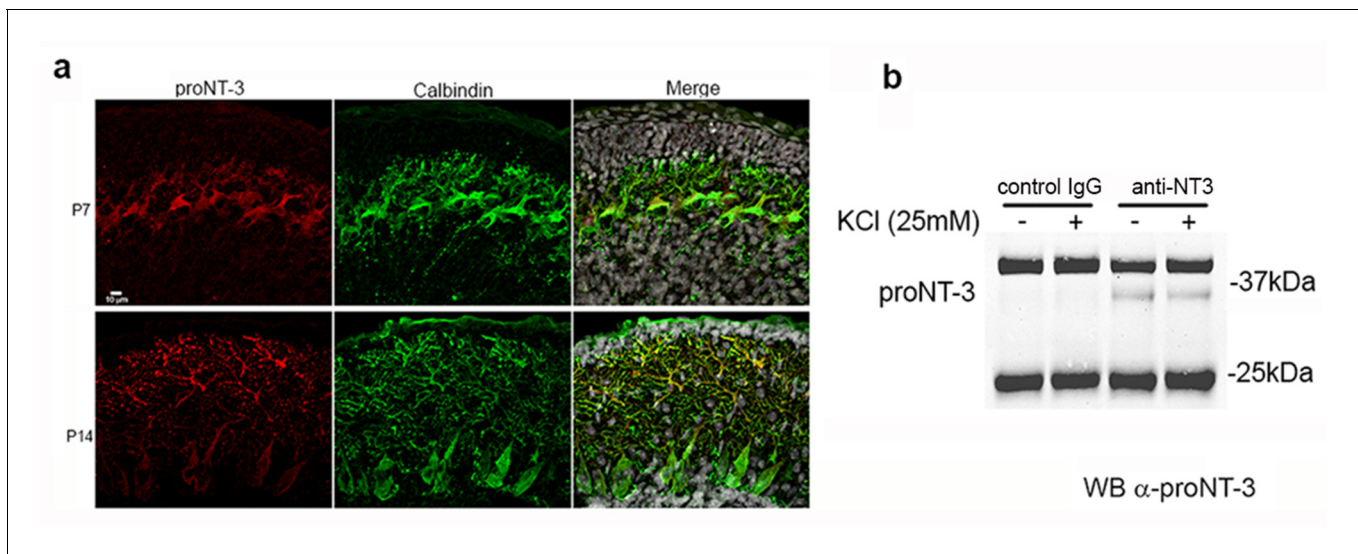 a
proNT-3 Calbindin Merge
P7
10 µm
P14
b
control IgG anti-NT3
KCl (25mM) - + - +
proNT-3
-37kDa
-25kDa
WB α-proNT-3